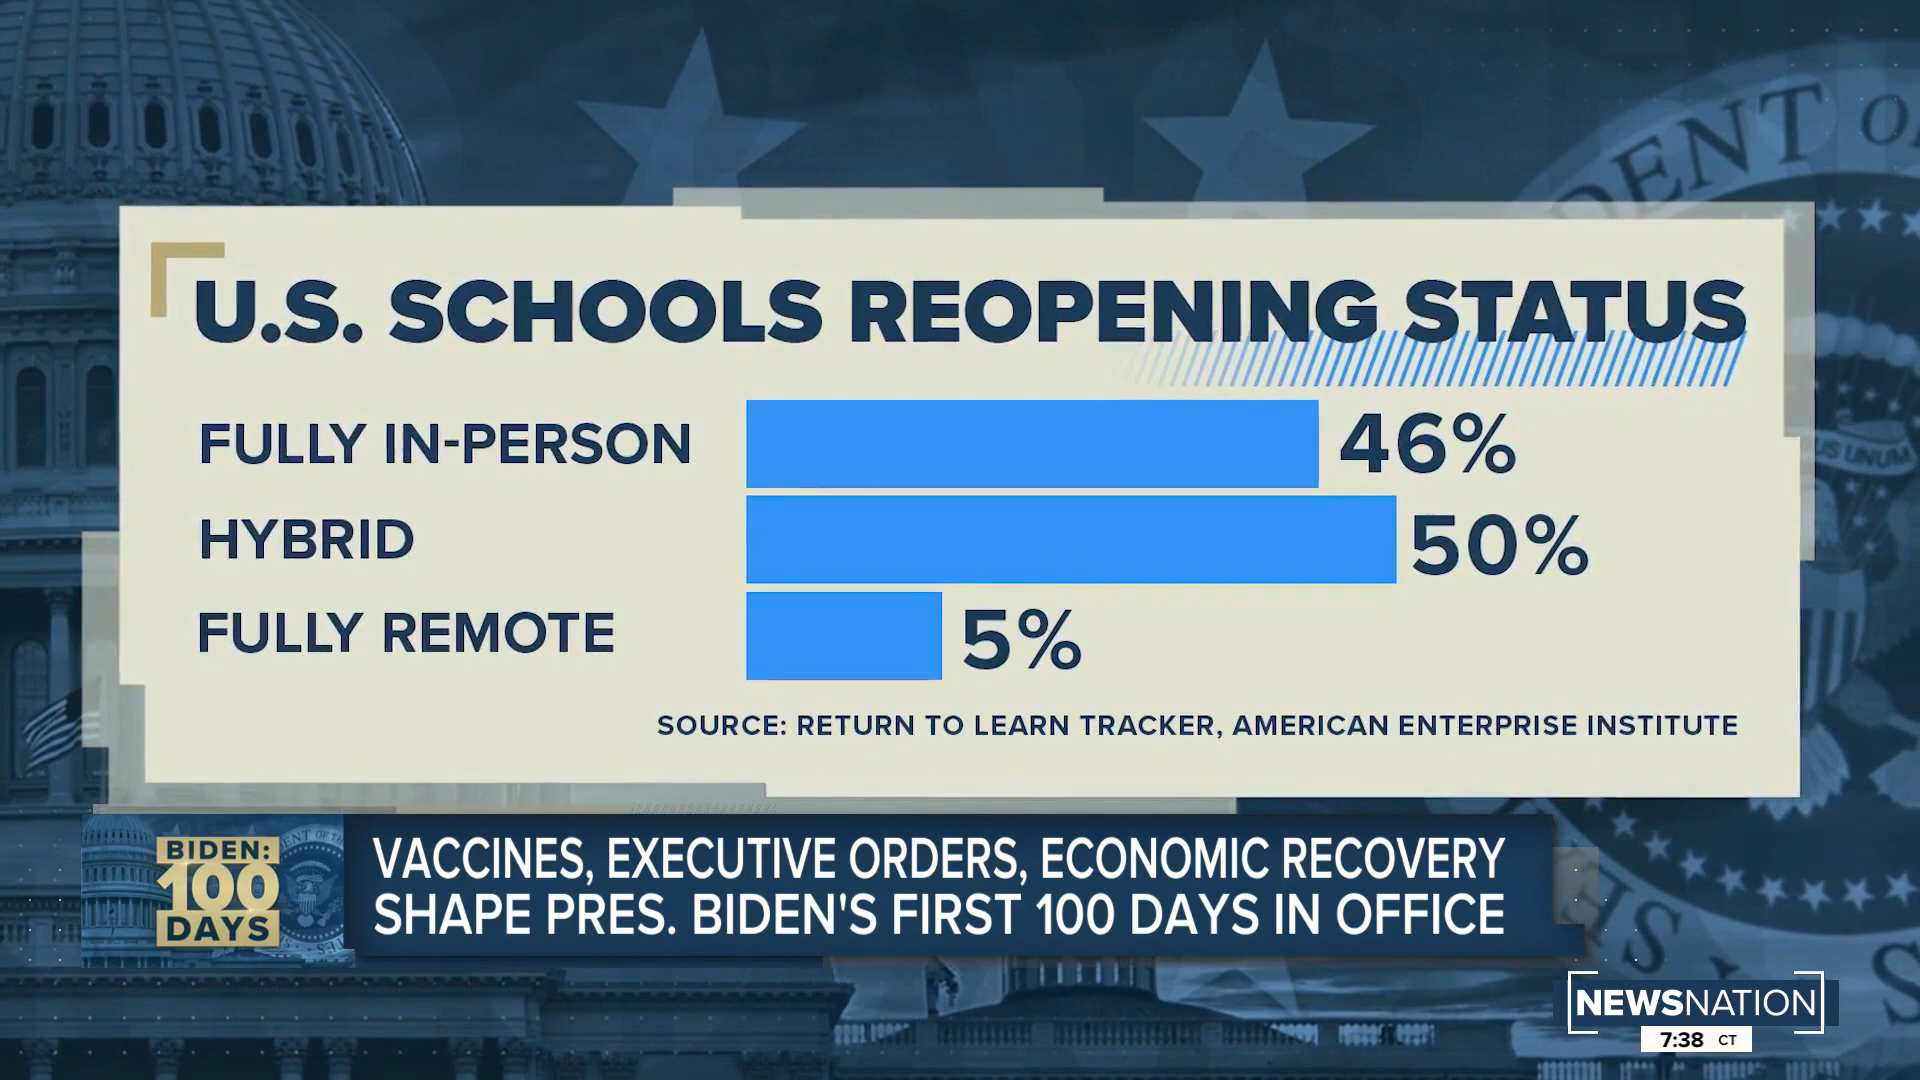 U.S. SCHOOLS REOPENING STATUS
FULLY IN-PERSON 46%
HYBRID 50%
FULLY REMOTE 5%
SOURCE: RETURN TO LEARN TRACKER, AMERICAN ENTERPRISE INSTITUTE
BIDEN:
100
DAYS
VACCINES, EXECUTIVE ORDERS, ECONOMIC RECOVERY
SHAPE PRES. BIDEN'S FIRST 100 DAYS IN OFFICE
NEWSNATION
7:38 CT